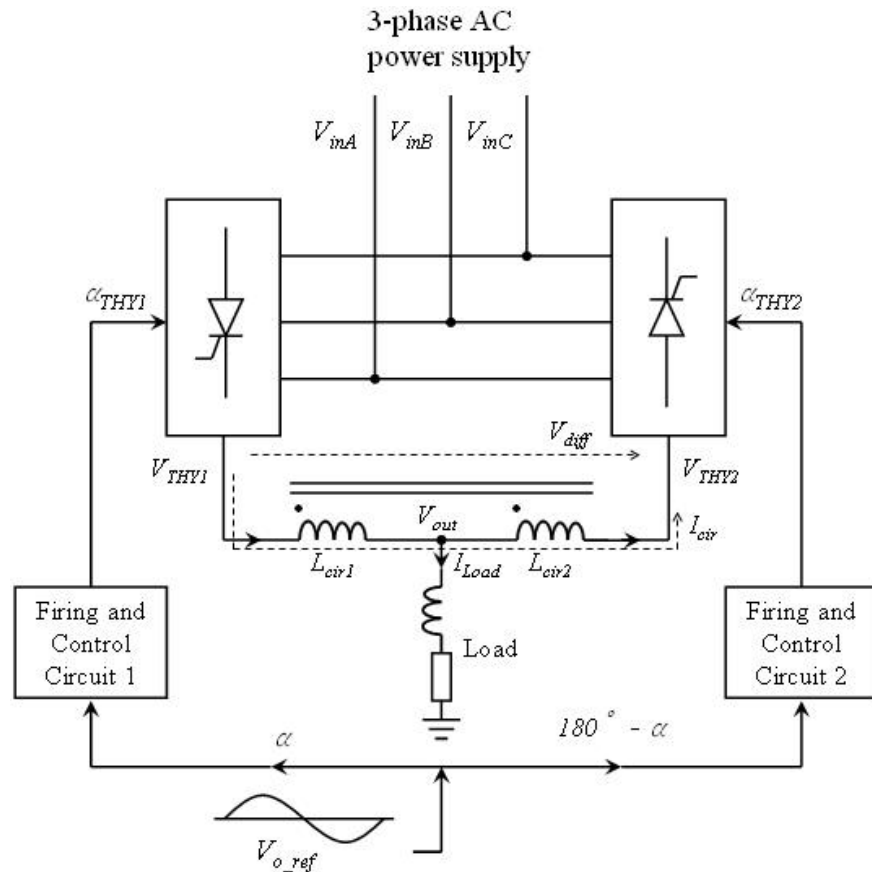 3-phase AC
power supply
V_inA
V_inB
V_inC
α_THY1
α_THY2
V_diff
V_THY1
V_THY2
V_out
I_cir
L_cir1
I_Load
L_cir2
Firing and
Control
Circuit 1
Load
Firing and
Control
Circuit 2
α
180° - α
V_o_ref